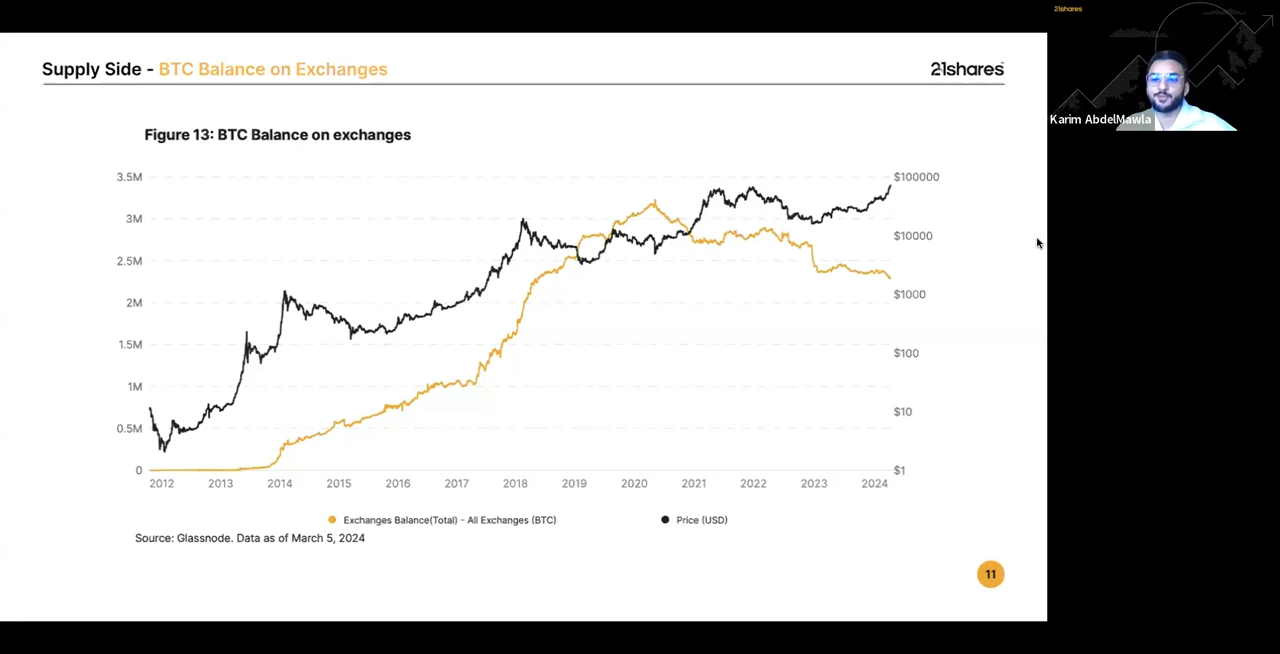 21shares
Karim AbdelMawla
Supply Side - BTC Balance on Exchanges
21shares
Figure 13: BTC Balance on exchanges
3.5M
3M
2.5M
2M
1.5M
1M
0.5M
0
$100000
$10000
$1000
$100
$10
$1
2012 2013 2014 2015 2016 2017 2018 2019 2020 2021 2022 2023 2024
Exchanges Balance(Total) - All Exchanges (BTC) Price (USD)
Source: Glassnode. Data as of March 5, 2024
11